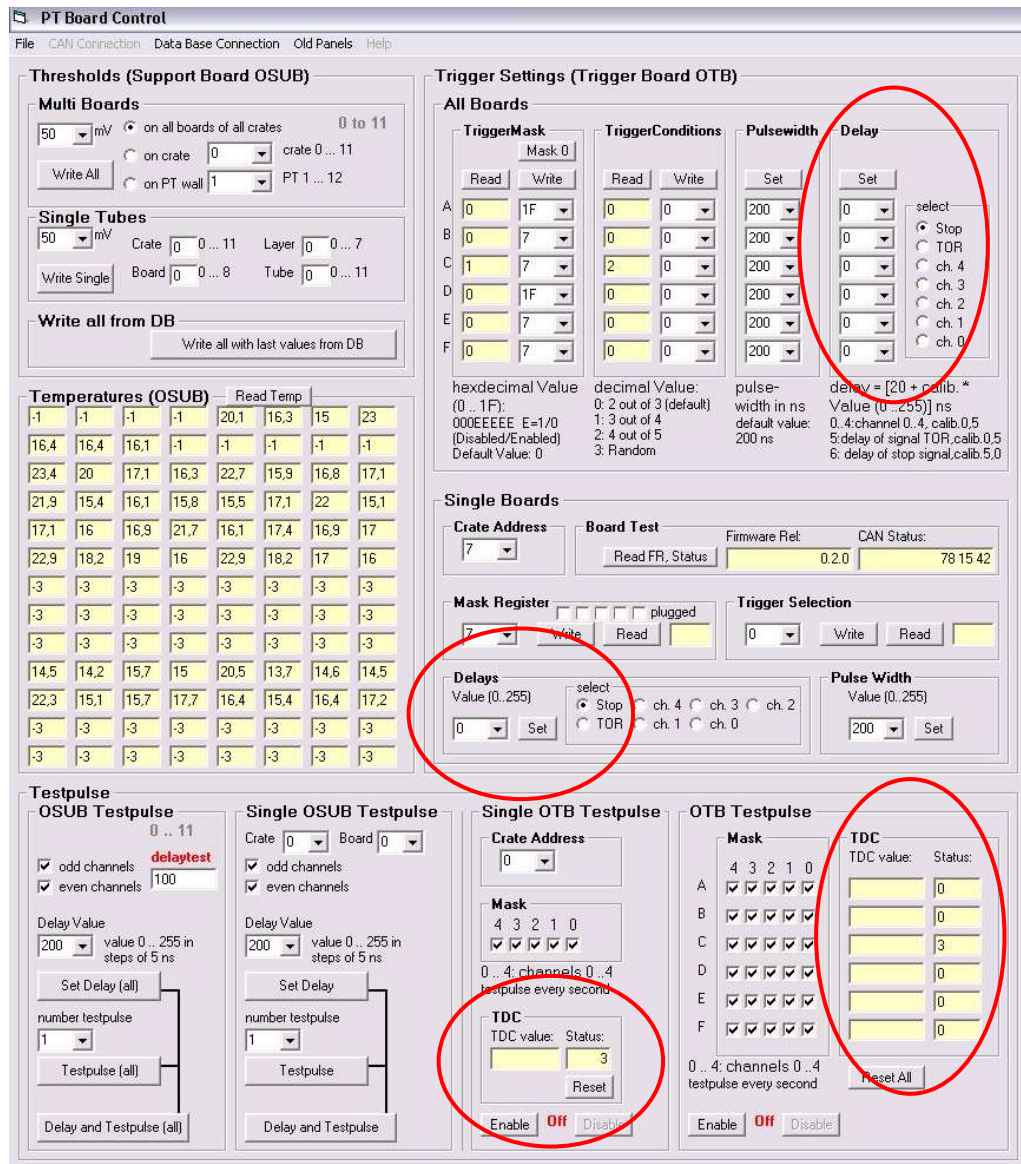 PT Board Control
File CAN Connection Data Base Connection Old Panels Help
Thresholds (Support Board OSUB)
Multi Boards
50 mV on all boards of all crates 0 to 11
on crate 0 crate 0 ... 11
Write All on PT wall 1 PT 1 ... 12
Single Tubes
50 mV Crate 0 0 ... 11 Layer 0 0 ... 7
Write Single Board 0 0 ... 8 Tube 0 0 ... 11
Write all from DB
Write all with last values from DB
Temperatures (OSUB) Read Temp
-1 -1 -1 -1 20,1 16,3 15 23
16,4 16,4 16,1 -1 -1 -1 -1 -1
23,4 20 17,1 16,3 22,7 15,9 16,8 17,1
21,9 15,4 16,1 15,8 15,5 17,1 22 15,1
17,1 16 16,9 21,7 16,1 17,4 16,9 17
22,9 18,2 19 16 22,9 18,2 17 16
-3 -3 -3 -3 -3 -3 -3 -3
-3 -3 -3 -3 -3 -3 -3 -3
-3 -3 -3 -3 -3 -3 -3 -3
14,5 14,2 15,7 15 20,5 13,7 14,6 14,5
22,3 15,1 15,7 17,7 16,4 15,4 16,4 17,2
-3 -3 -3 -3 -3 -3 -3 -3
-3 -3 -3 -3 -3 -3 -3 -3
Trigger Settings (Trigger Board OTB)
All Boards
TriggerMask TriggerConditions Pulsewidth Delay
Mask 0
Read Write Read Write Set Set
A 0 1F 0 0 200 0
B 0 7 0 0 200 0
C 1 7 2 0 200 0
D 0 1F 0 0 200 0
E 0 7 0 0 200 0
F 0 7 0 0 200 0
select
Stop
TOR
ch. 4
ch. 3
ch. 2
ch. 1
ch. 0
hexdecimal Value
(0 .. 1F):
000EEEEE E=1/0
(Disabled/Enabled)
Default Value: 0
decimal Value:
0: 2 out of 3 (default)
1: 3 out of 4
2: 4 out of 5
3: Random
pulse-
width in ns
default value:
200 ns
delay = [20 + calib. *
Value (0 ..255)] ns
0..4:channel 0..4, calib.0,5
5:delay of signal TOR,calib.0,5
6: delay of stop signal,calib.5,0
Single Boards
Crate Address
7
Board Test
Firmware Rel: CAN Status:
Read FR, Status 0.2.0 78 15 42
Mask Register plugged
7 Write Read
Trigger Selection
0 Write Read
Delays
Value (0..255)
0 Set
select
Stop ch. 4 ch. 3 ch. 2
TOR ch. 1 ch. 0
Pulse Width
Value (0..255)
200 Set
Testpulse
OSUB Testpulse
0 .. 11
odd channels delaytest
even channels 100
Delay Value
200 value 0 .. 255 in
steps of 5 ns
Set Delay (all)
number testpulse
1
Testpulse (all)
Delay and Testpulse (all)
Single OSUB Testpulse
Crate 0 Board 0
odd channels
even channels
Delay Value
200 value 0 .. 255 in
steps of 5 ns
Set Delay
number testpulse
1
Testpulse
Delay and Testpulse
Single OTB Testpulse
Crate Address
0
Mask
4 3 2 1 0
0 .. 4: channels 0 ..4
testpulse every second
TDC
TDC value: Status:
3
Reset
Enable Off Disable
OTB Testpulse
Mask
4 3 2 1 0
A
B
C
D
E
F
TDC
TDC value: Status:
0
0
3
0
0
0
0 .. 4: channels 0 ..4
testpulse every second
Reset All
Enable Off Disable